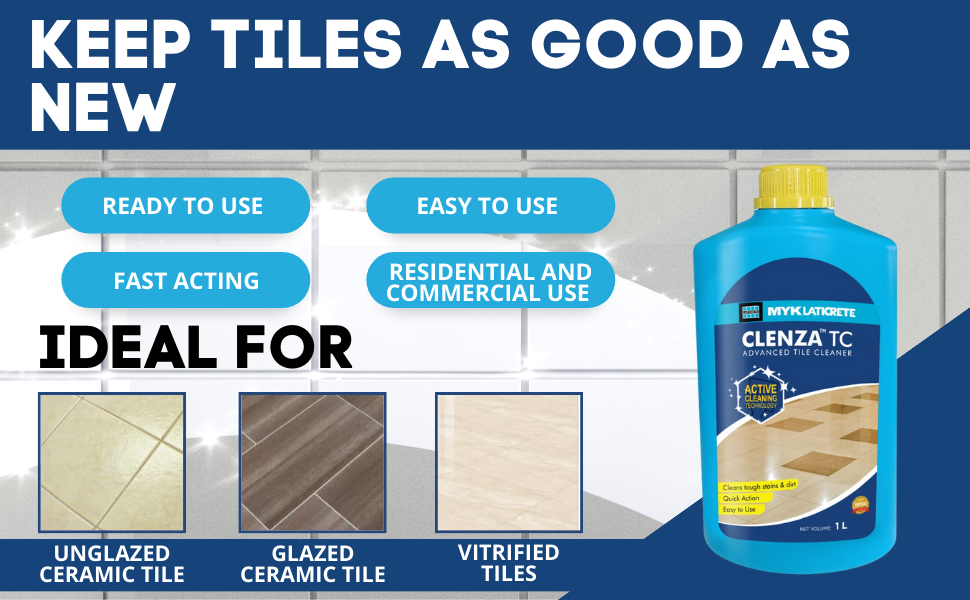 KEEP TILES AS GOOD AS
NEW
READY TO USE
EASY TO USE
FAST ACTING
RESIDENTIAL AND
COMMERCIAL USE
IDEAL FOR
UNGLAZED
CERAMIC TILE
GLAZED
CERAMIC TILE
VITRIFIED
TILES
MYK LATICRETE
CLENZA™ TC
ADVANCED TILE CLEANER
ACTIVE
CLEANING
TECHNOLOGY
Cleans tough stains & dirt
Quick Action
Easy to Use
NET VOLUME: 1 L